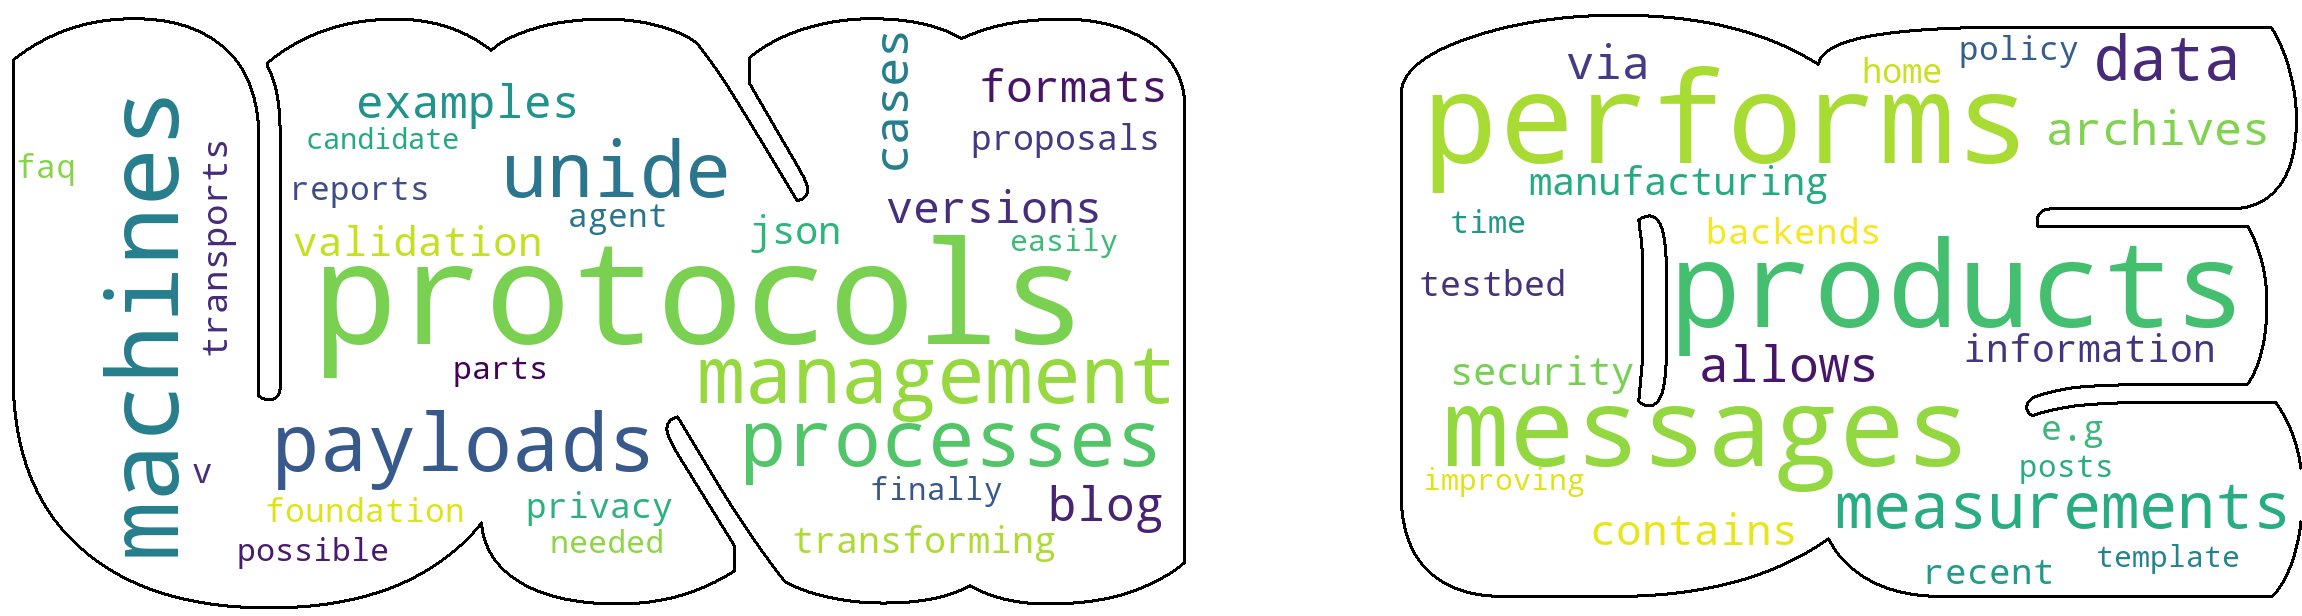 machines
faq
transports
v
examples
candidate
reports
unide
agent
validation
protocols
parts
payloads
foundation
possible
privacy
needed
cases
formats
proposals
versions
json
easily
management
processes
finally
blog
transforming
via
home
policy
data
performs
archives
manufacturing
time
backends
testbed
products
information
allows
security
messages
e.g
posts
improving
measurements
contains
template
recent